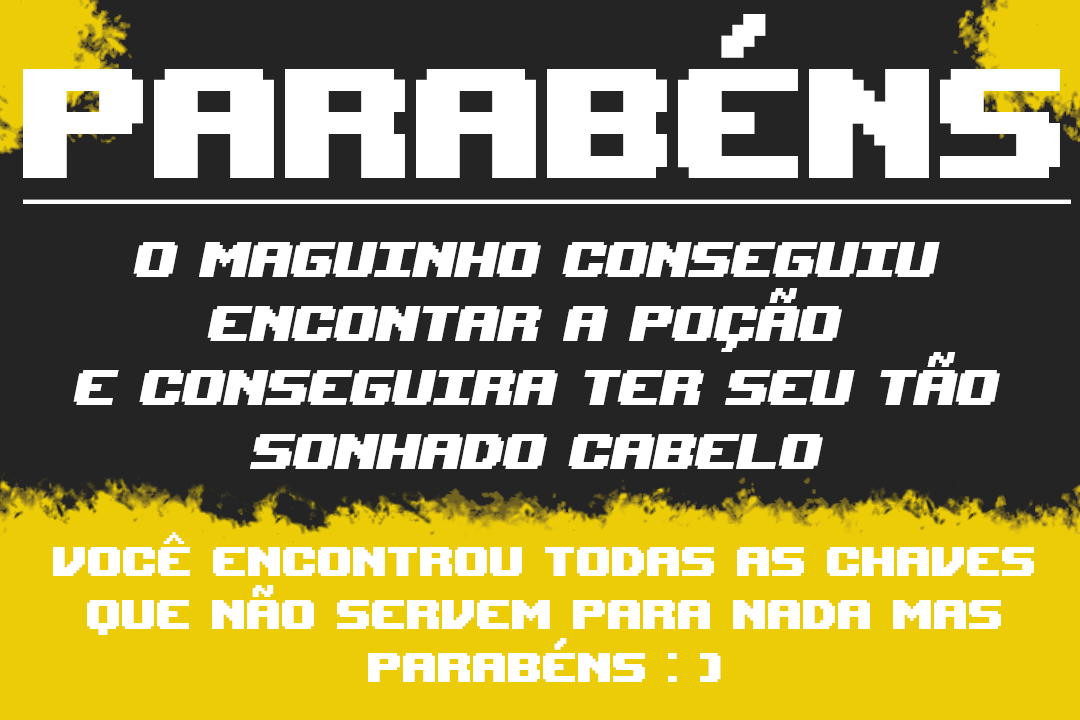 PARABÉNS
O MAGUINHO CONSEGUIU
ENCONTAR A POÇÃO
E CONSEGUIRA TER SEU TÃO
SONHADO CABELO
VOCÊ ENCONTROU TODAS AS CHAVES
QUE NÃO SERVEM PARA NADA MAS
PARABÉNS : )